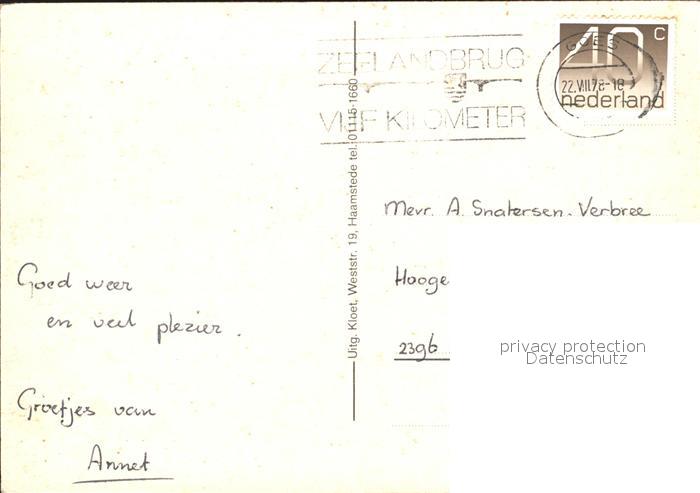 ZEELANDBRUG
VIJF KILOMETER
GOES
22.VIII.78-18
40 c
nederland
Uitg. Kloet, Weststr. 19, Haamstede tel. 01115-1660
Goed weer
en veel plezier.
Groetjes van
Annet
Mevr. A. Snatersen-Verbree
Hooge
2396
privacy protection
Datenschutz